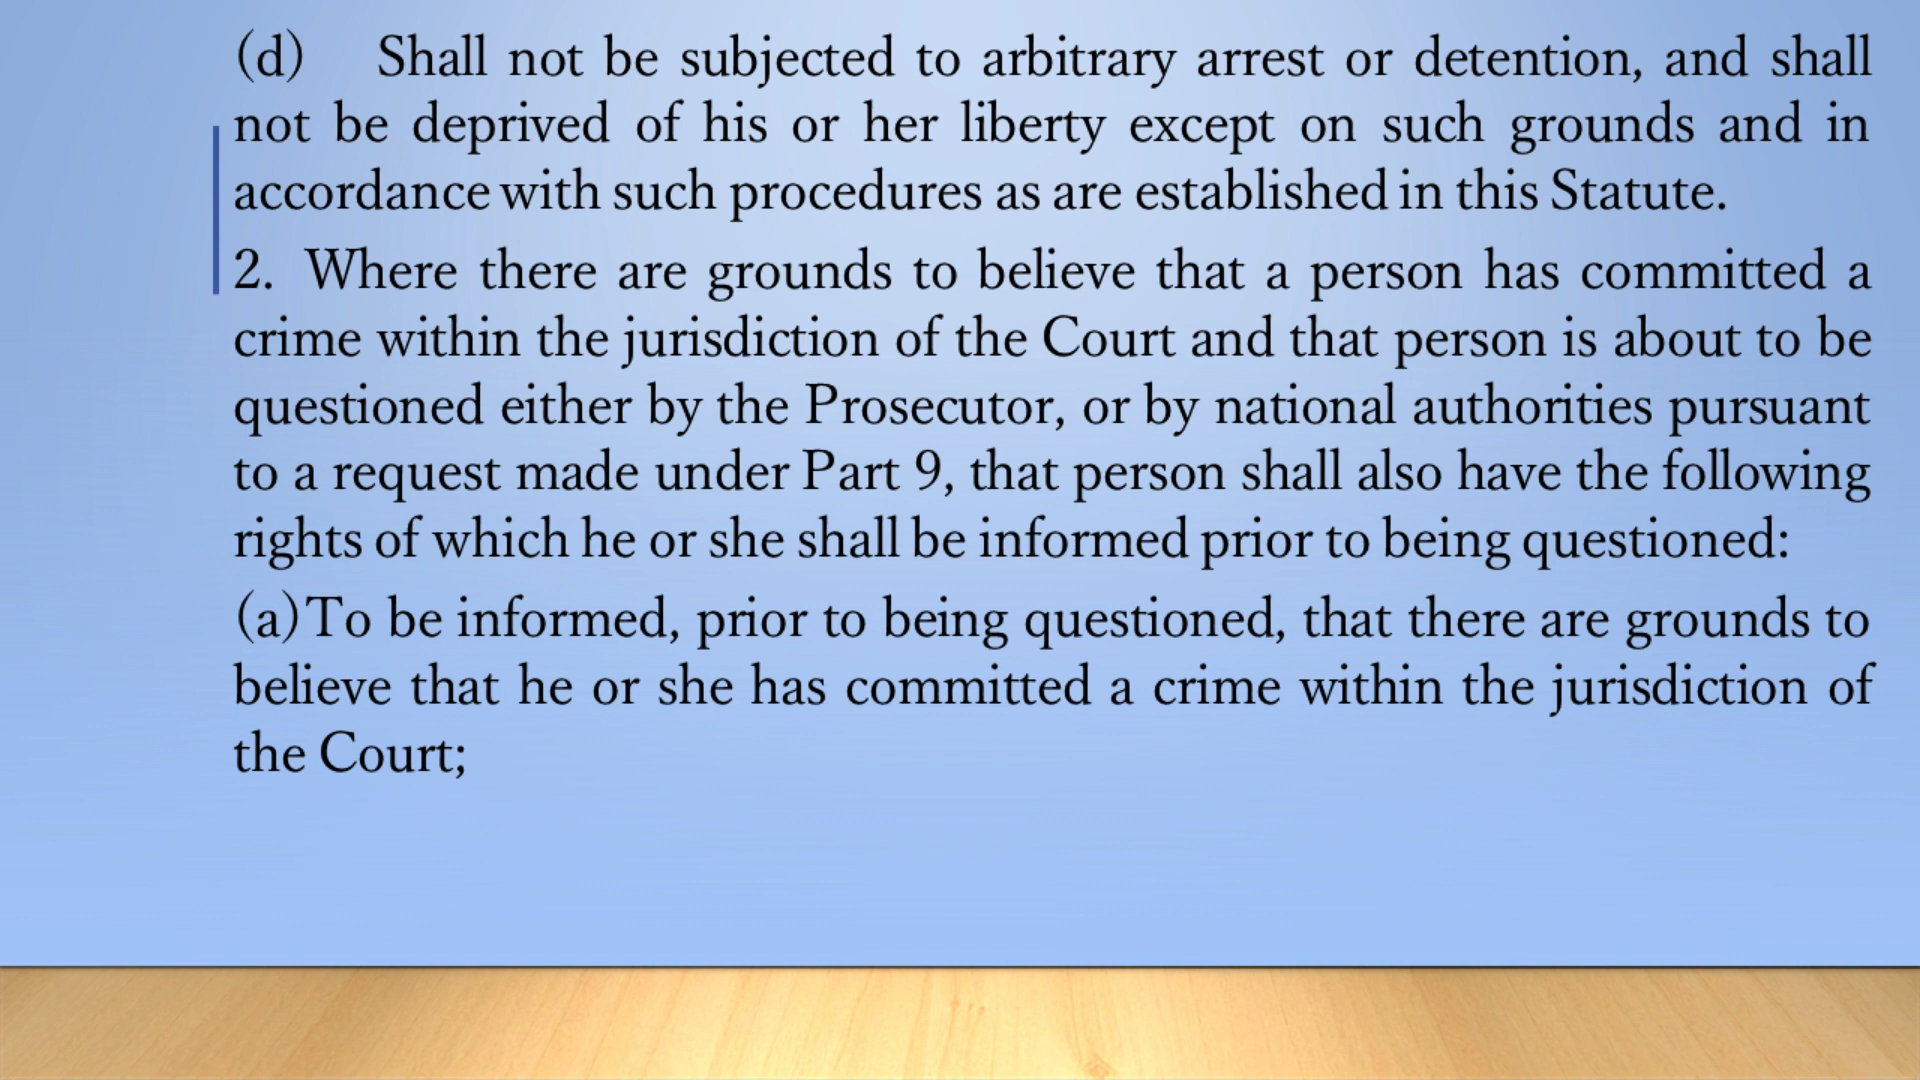 (d) Shall not be subjected to arbitrary arrest or detention, and shall
not be deprived of his or her liberty except on such grounds and in
accordance with such procedures as are established in this Statute.
2. Where there are grounds to believe that a person has committed a
crime within the jurisdiction of the Court and that person is about to be
questioned either by the Prosecutor, or by national authorities pursuant
to a request made under Part 9, that person shall also have the following
rights of which he or she shall be informed prior to being questioned:
(a) To be informed, prior to being questioned, that there are grounds to
believe that he or she has committed a crime within the jurisdiction of
the Court;